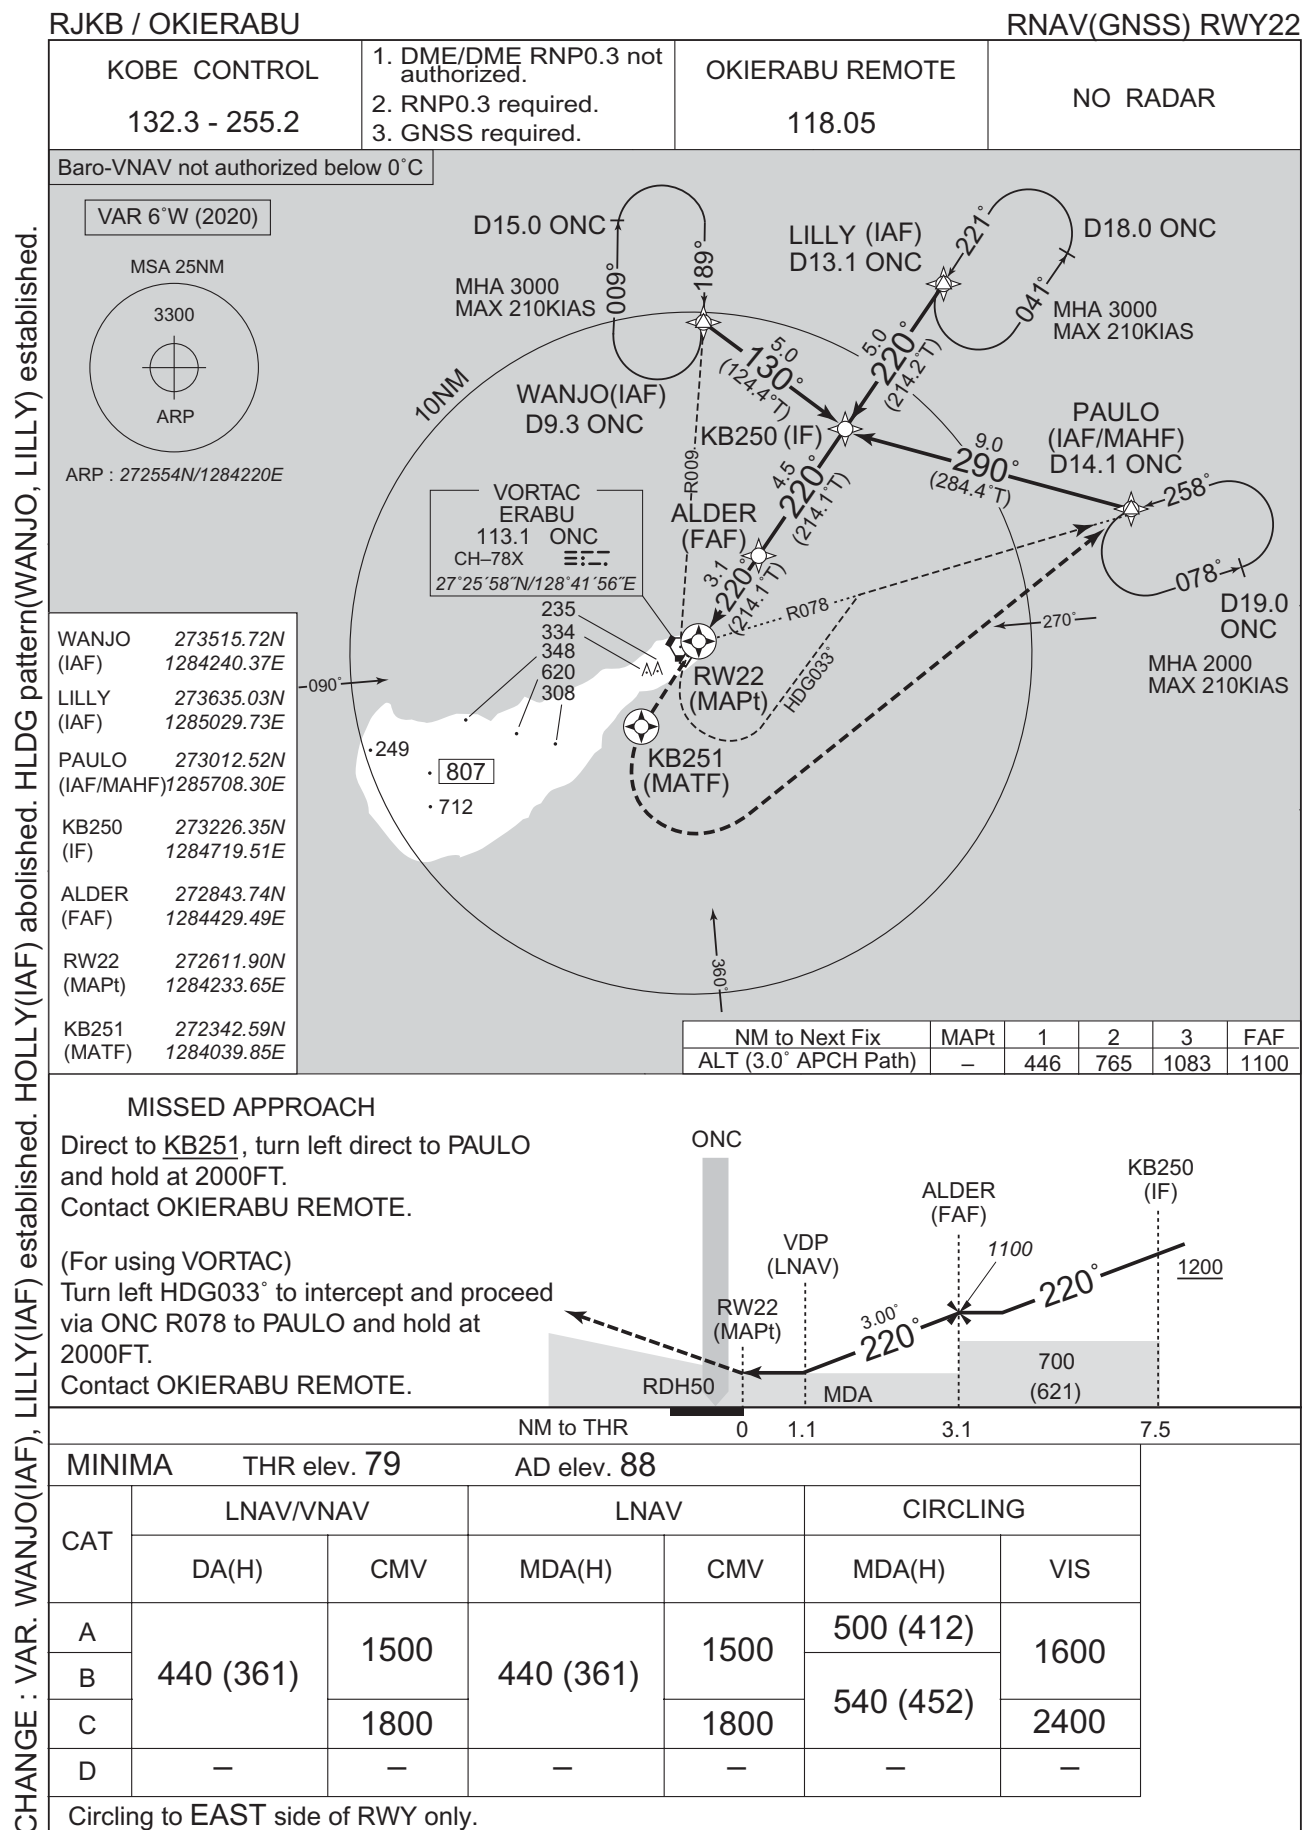 RJKB / OKIERABU
RNAV(GNSS) RWY22
KOBE CONTROL
132.3 - 255.2
1. DME/DME RNP0.3 not
authorized.
2. RNP0.3 required.
3. GNSS required.
OKIERABU REMOTE
118.05
NO RADAR
Baro-VNAV not authorized below 0˚C
VAR 6˚W (2020)
MSA 25NM
3300
ARP
ARP : 272554N/1284220E
D15.0 ONC
009°
189°
MHA 3000
MAX 210KIAS
WANJO(IAF)
D9.3 ONC
10NM
LILLY (IAF)
D13.1 ONC
221°
041°
D18.0 ONC
MHA 3000
MAX 210KIAS
5.0
130°
(124.4˚T)
5.0
220°
(214.2˚T)
KB250 (IF)
PAULO
(IAF/MAHF)
D14.1 ONC
9.0
290°
(284.4˚T)
258°
078°
D19.0
ONC
MHA 2000
MAX 210KIAS
R009
4.5
220°
(214.1˚T)
ALDER
(FAF)
3.1
220°
(214.1˚T)
VORTAC
ERABU
113.1 ONC
CH–78X
27˚25´58˝N/128˚41´56˝E
R078
HDG033˚
270°
090°
360°
235
334
348
620
308
249
807
712
RW22
(MAPt)
KB251
(MATF)
WANJO 273515.72N
(IAF) 1284240.37E
LILLY 273635.03N
(IAF) 1285029.73E
PAULO 273012.52N
(IAF/MAHF)1285708.30E
KB250 273226.35N
(IF) 1284719.51E
ALDER 272843.74N
(FAF) 1284429.49E
RW22 272611.90N
(MAPt) 1284233.65E
KB251 272342.59N
(MATF) 1284039.85E
NM to Next Fix MAPt 1 2 3 FAF
ALT (3.0˚ APCH Path) – 446 765 1083 1100
MISSED APPROACH
Direct to KB251, turn left direct to PAULO
and hold at 2000FT.
Contact OKIERABU REMOTE.
(For using VORTAC)
Turn left HDG033˚ to intercept and proceed
via ONC R078 to PAULO and hold at
2000FT.
Contact OKIERABU REMOTE.
ONC
RW22
(MAPt)
VDP
(LNAV)
ALDER
(FAF)
KB250
(IF)
1100
1200
3.00°
220°
220°
RDH50
MDA
700
(621)
NM to THR 0 1.1 3.1 7.5
MINIMA THR elev. 79 AD elev. 88
CAT LNAV/VNAV LNAV CIRCLING
DA(H) CMV MDA(H) CMV MDA(H) VIS
A 440 (361) 1500 440 (361) 1500 500 (412) 1600
B 540 (452)
C 1800 1800 2400
D – – – – – –
Circling to EAST side of RWY only.
CHANGE : VAR. WANJO(IAF), LILLY(IAF) established. HOLLY(IAF) abolished. HLDG pattern(WANJO, LILLY) established.